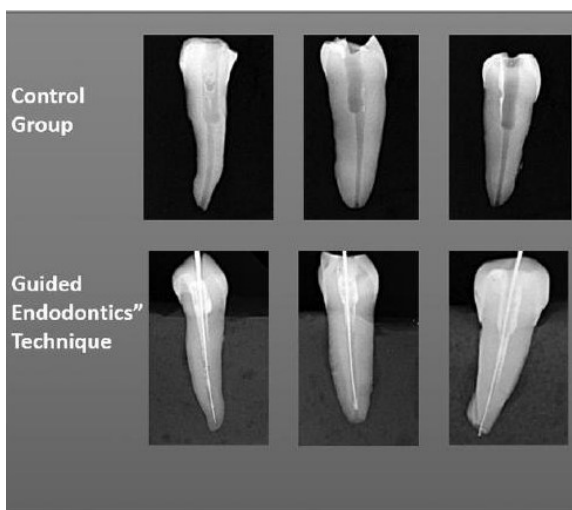 Control
Group
Guided
Endodontics”
Technique